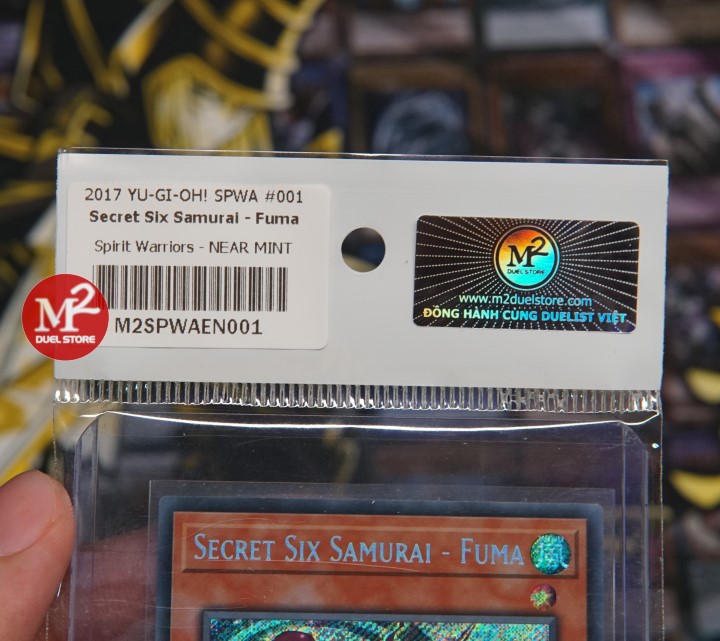 2017 YU-GI-OH! SPWA #001
Secret Six Samurai - Fuma
Spirit Warriors - NEAR MINT
M2SPWAEN001
M2
DUEL STORE
M2
DUEL STORE
www.m2duelstore.com
ĐỒNG HÀNH CÙNG DUELIST VIỆT
SECRET SIX SAMURAI - FUMA